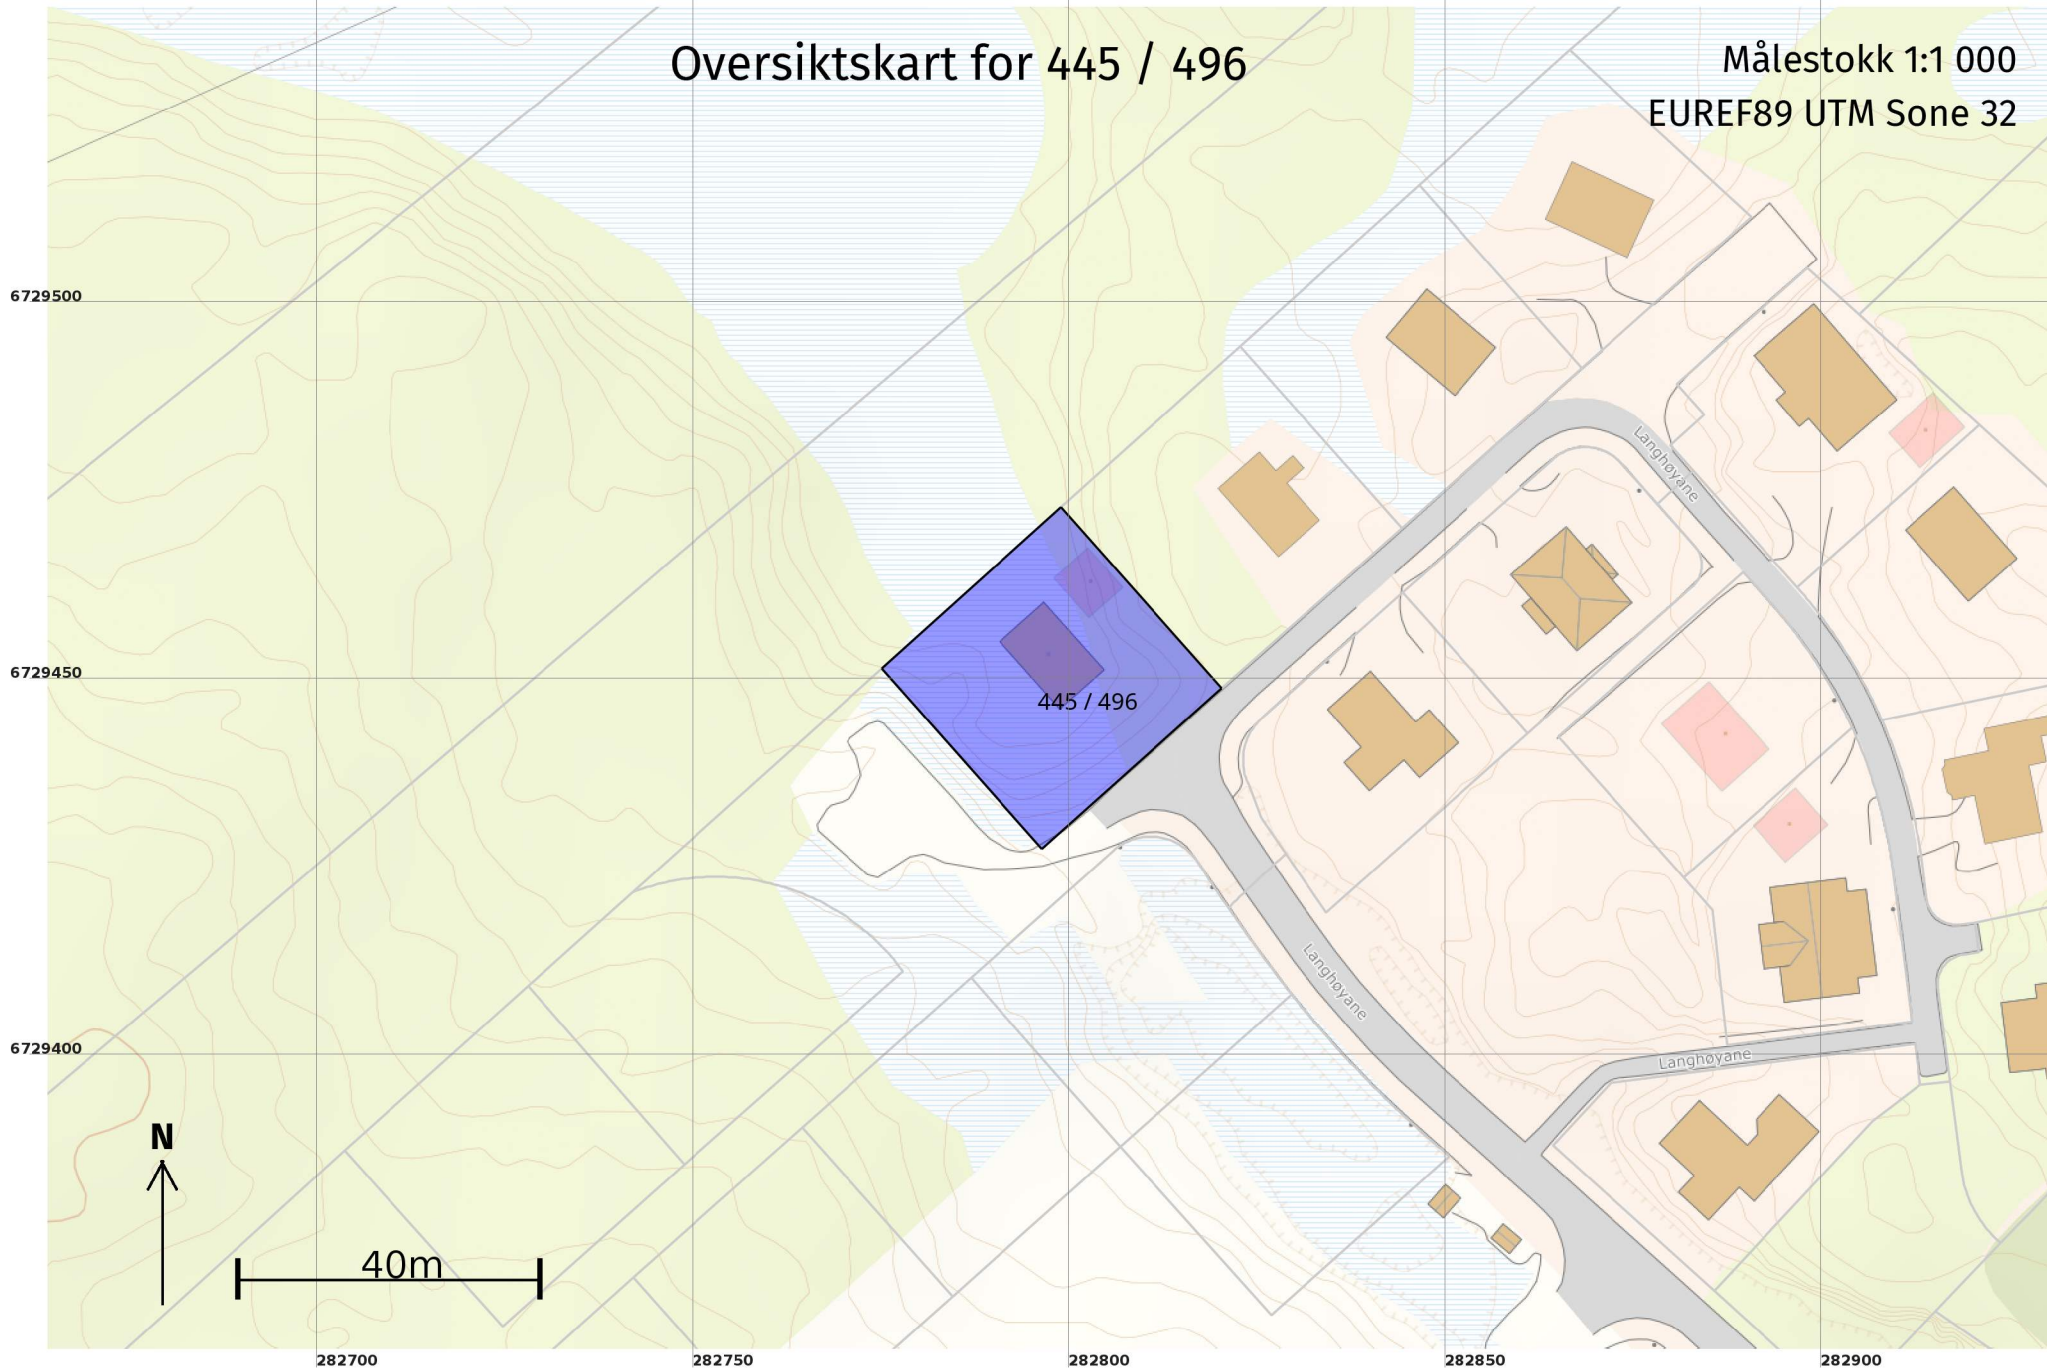 Oversiktskart for 445 / 496
Målestokk 1:1 000
EUREF89 UTM Sone 32
6729500
Langhøyane
6729450
445 / 496
Langhøyane
6729400
Langhøyane
N
40m
282700
282750
282800
282850
282900